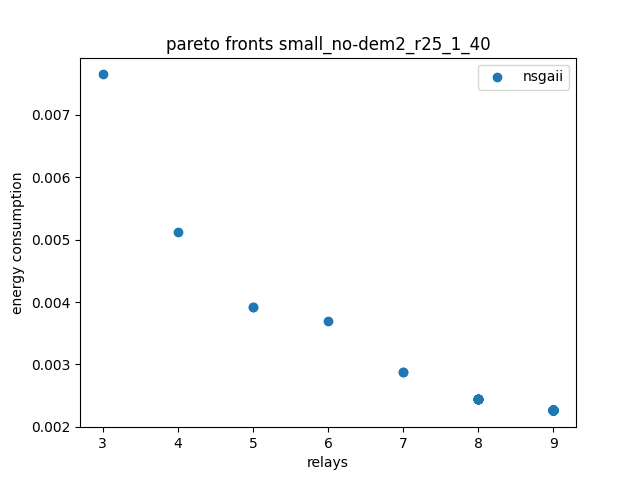 pareto fronts small_no-dem2_r25_1_40
nsgaii
energy consumption
0.007
0.006
0.005
0.004
0.003
0.002
3 4 5 6 7 8 9
relays